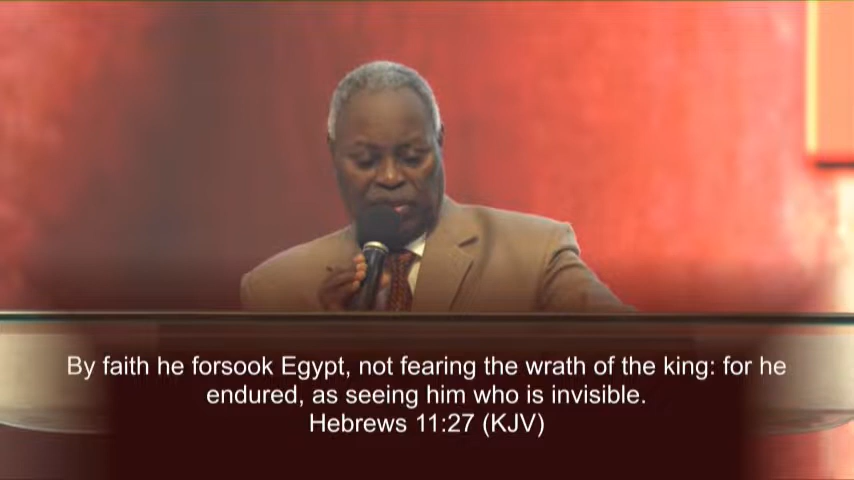 By faith he forsook Egypt, not fearing the wrath of the king: for he
endured, as seeing him who is invisible.
Hebrews 11:27 (KJV)